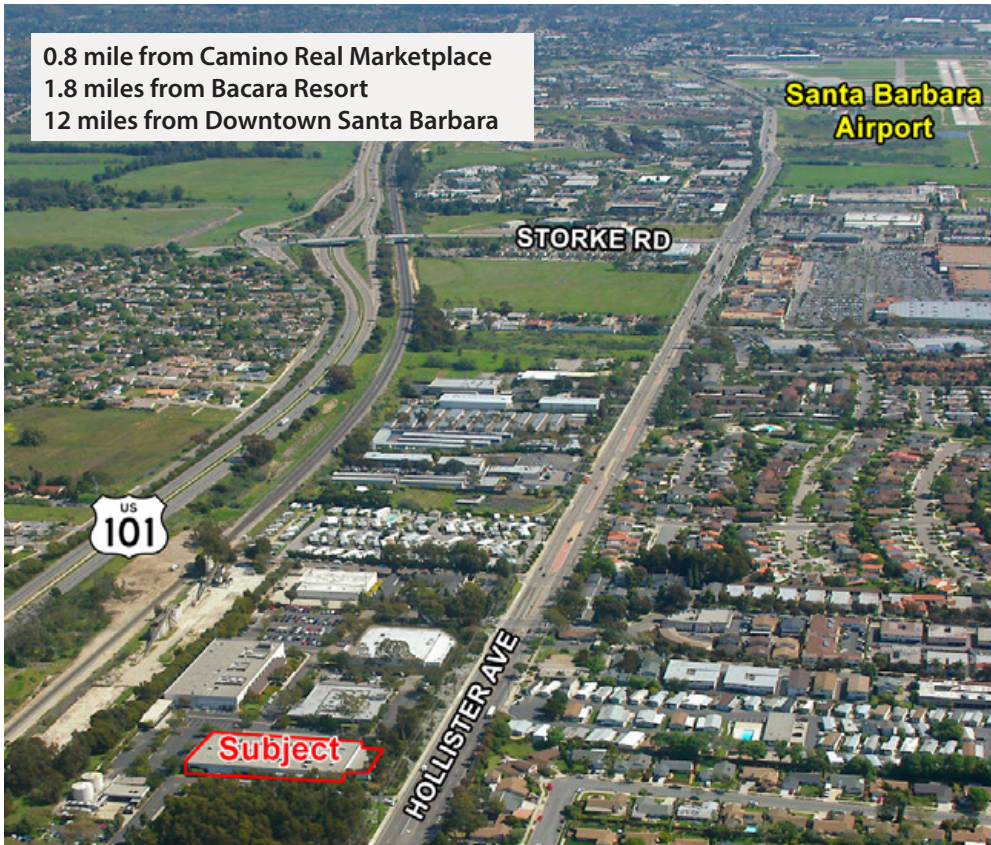 0.8 mile from Camino Real Marketplace
1.8 miles from Bacara Resort
12 miles from Downtown Santa Barbara
Santa Barbara
Airport
STORKE RD
US
101
HOLLISTER AVE
Subject